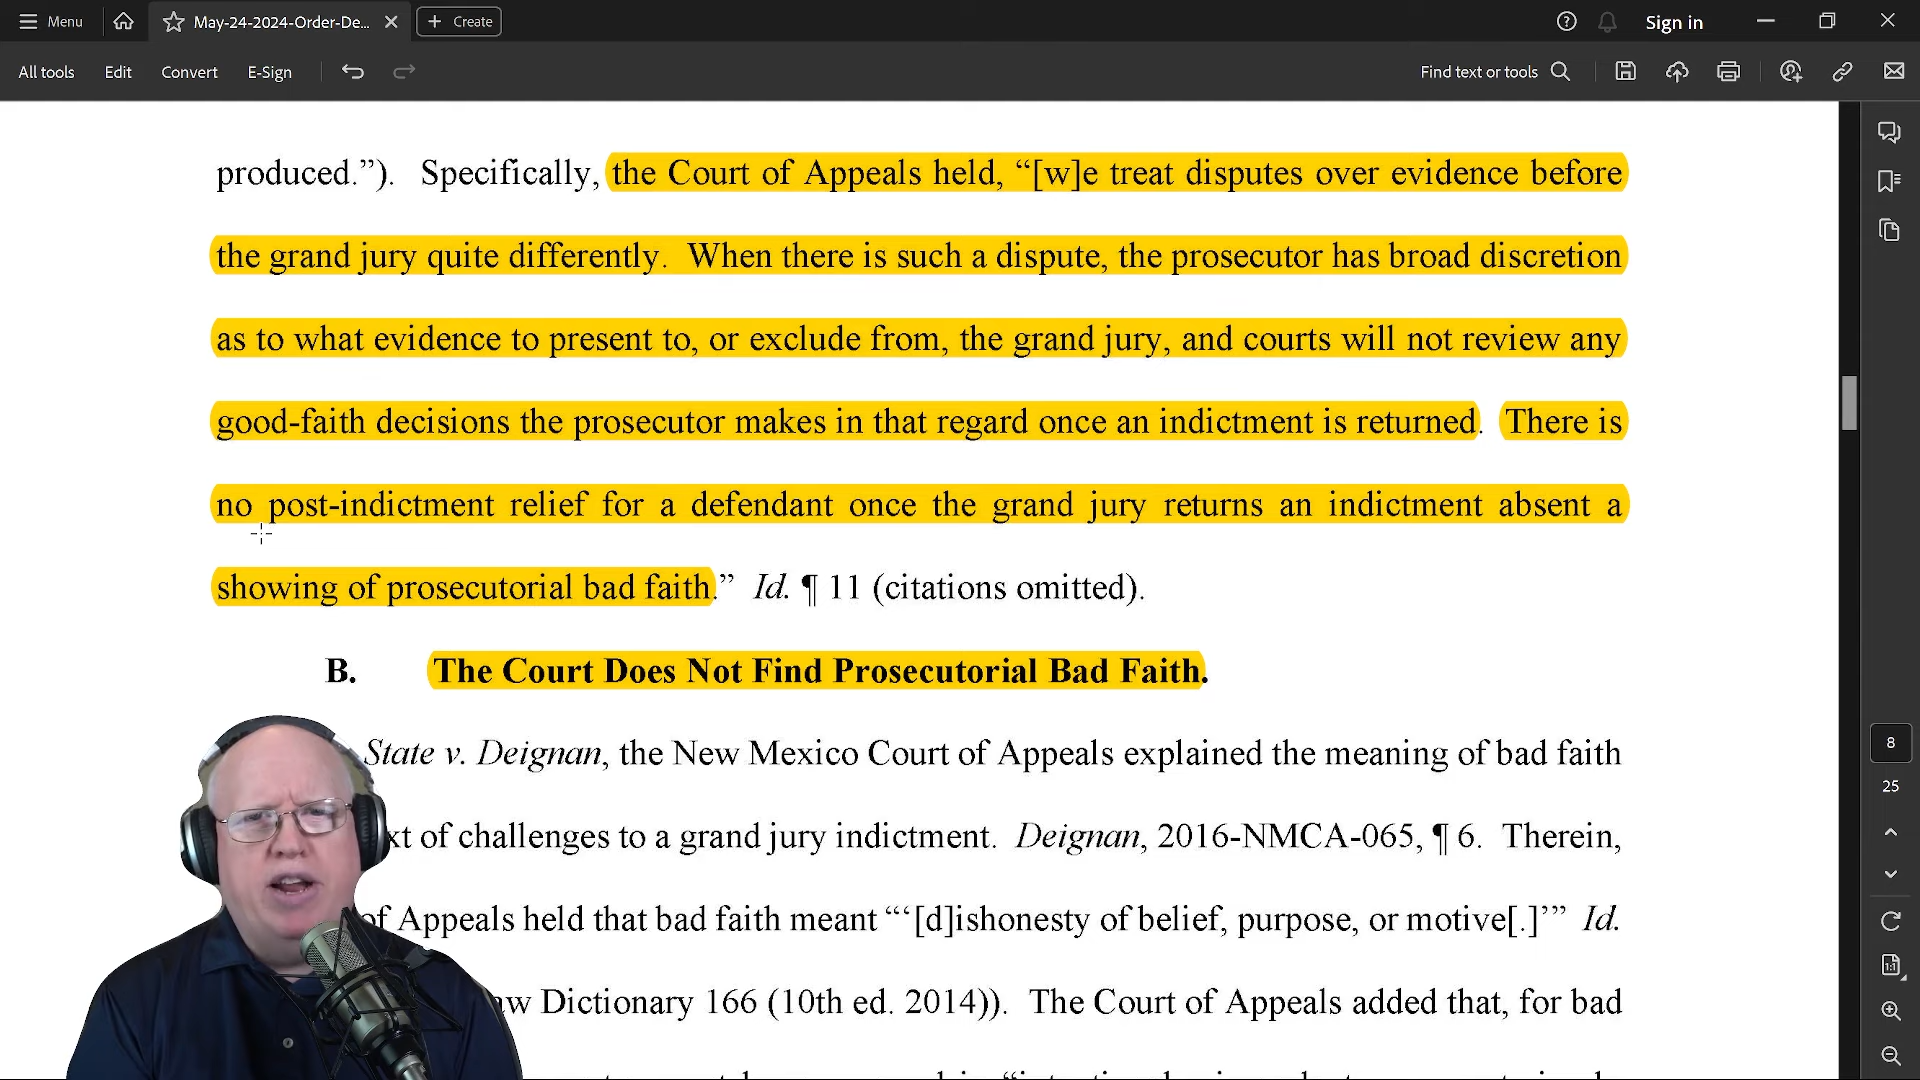 Menu
May-24-2024-Order-De...
Create
Sign in
All tools
Edit
Convert
E-Sign
Find text or tools
produced.”). Specifically, the Court of Appeals held, “[w]e treat disputes over evidence before
the grand jury quite differently. When there is such a dispute, the prosecutor has broad discretion
as to what evidence to present to, or exclude from, the grand jury, and courts will not review any
good-faith decisions the prosecutor makes in that regard once an indictment is returned. There is
no post-indictment relief for a defendant once the grand jury returns an indictment absent a
showing of prosecutorial bad faith.” Id. ¶ 11 (citations omitted).
B. The Court Does Not Find Prosecutorial Bad Faith.
State v. Deignan, the New Mexico Court of Appeals explained the meaning of bad faith
xt of challenges to a grand jury indictment. Deignan, 2016-NMCA-065, ¶ 6. Therein,
of Appeals held that bad faith meant “‘[d]ishonesty of belief, purpose, or motive[.]’” Id.
aw Dictionary 166 (10th ed. 2014)). The Court of Appeals added that, for bad
8
25
1:1